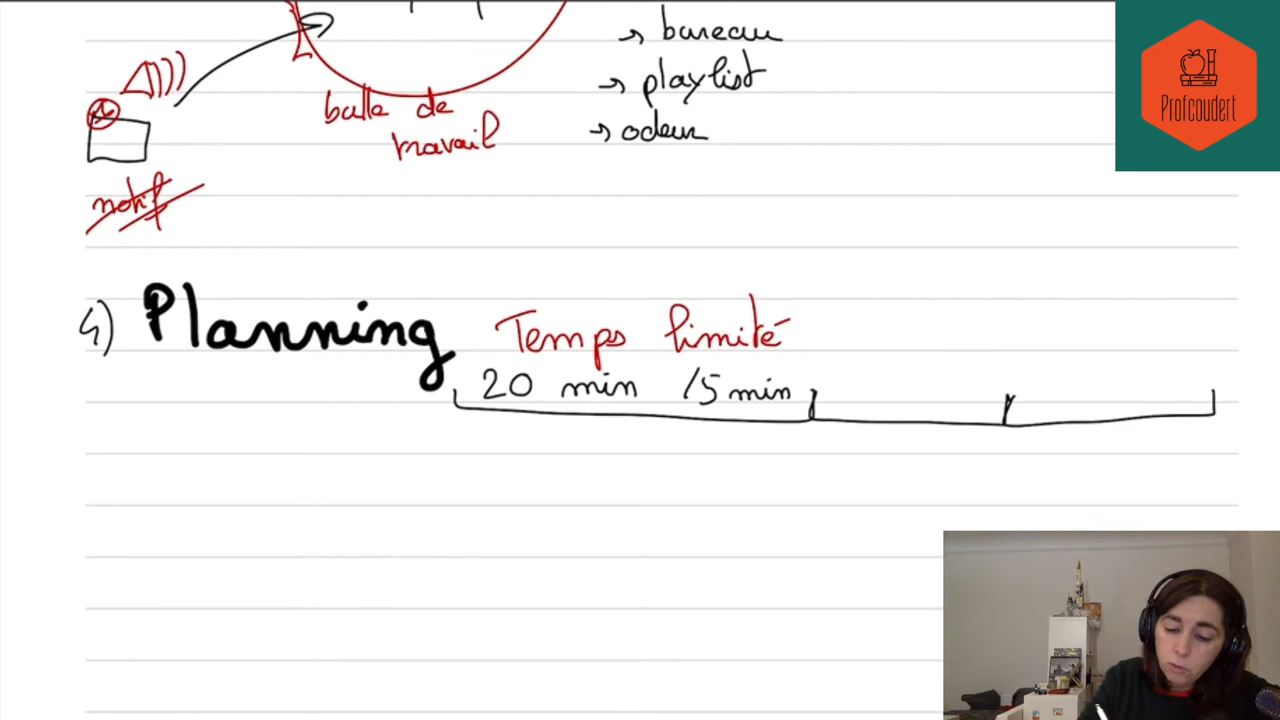 → bureau
→ playlist
→ odeur
bulle de
travail
notif
Profcoudert
4) Planning Temps limité
20 min /5 min